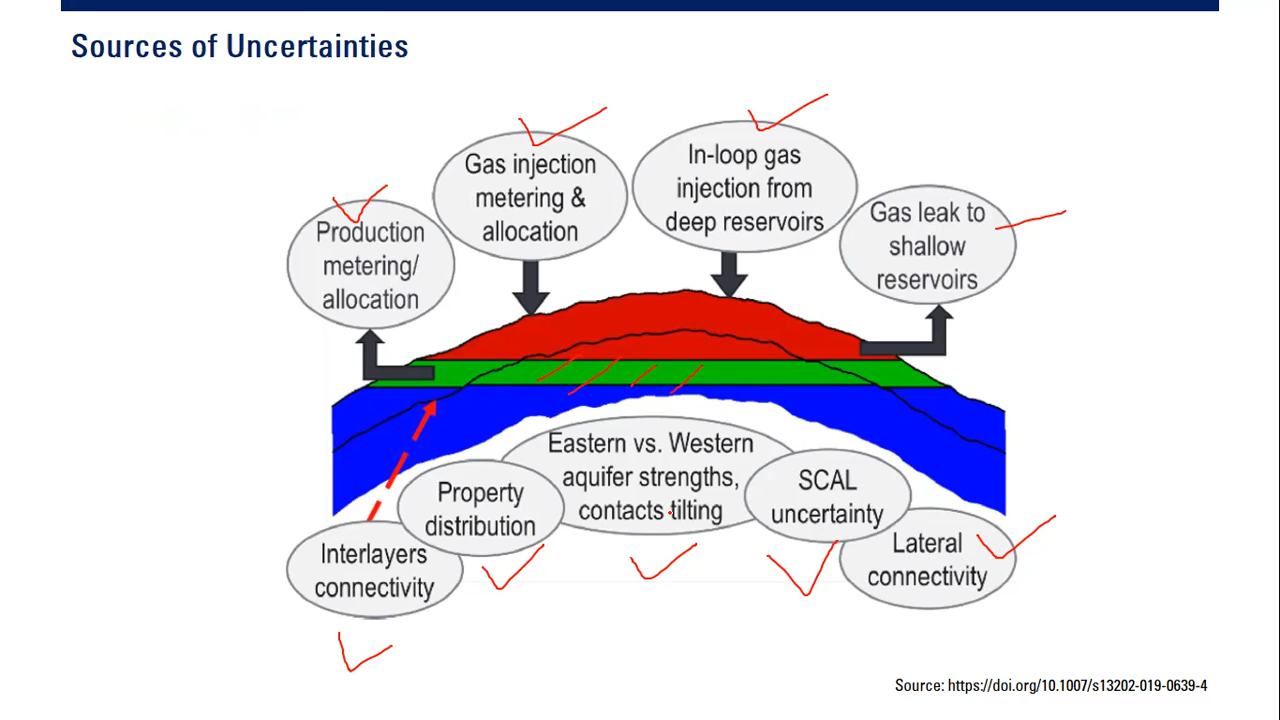 Sources of Uncertainties
Gas injection
metering &
allocation
In-loop gas
injection from
deep reservoirs
Production
metering/
allocation
Gas leak to
shallow
reservoirs
Eastern vs. Western
aquifer strengths,
contacts tilting
Property
distribution
SCAL
uncertainty
Interlayers
connectivity
Lateral
connectivity
Source: https://doi.org/10.1007/s13202-019-0639-4